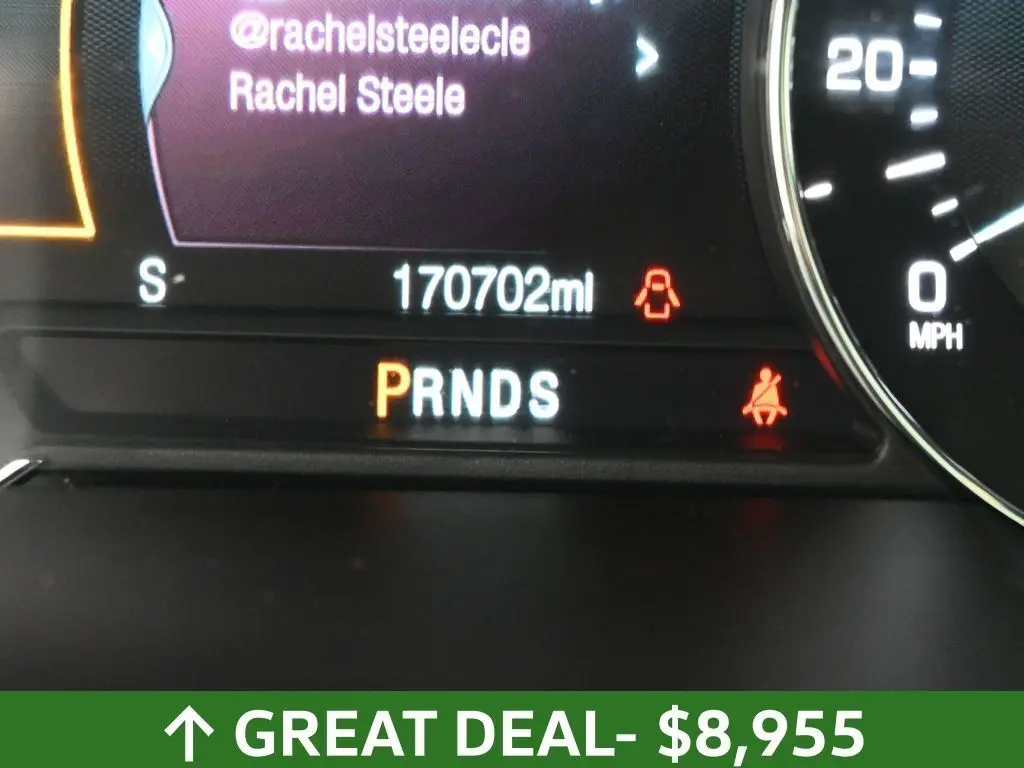 @rachelsteelecle
Rachel Steele
20
S
170702mi
0
MPH
PRNDS
↑ GREAT DEAL- $8,955